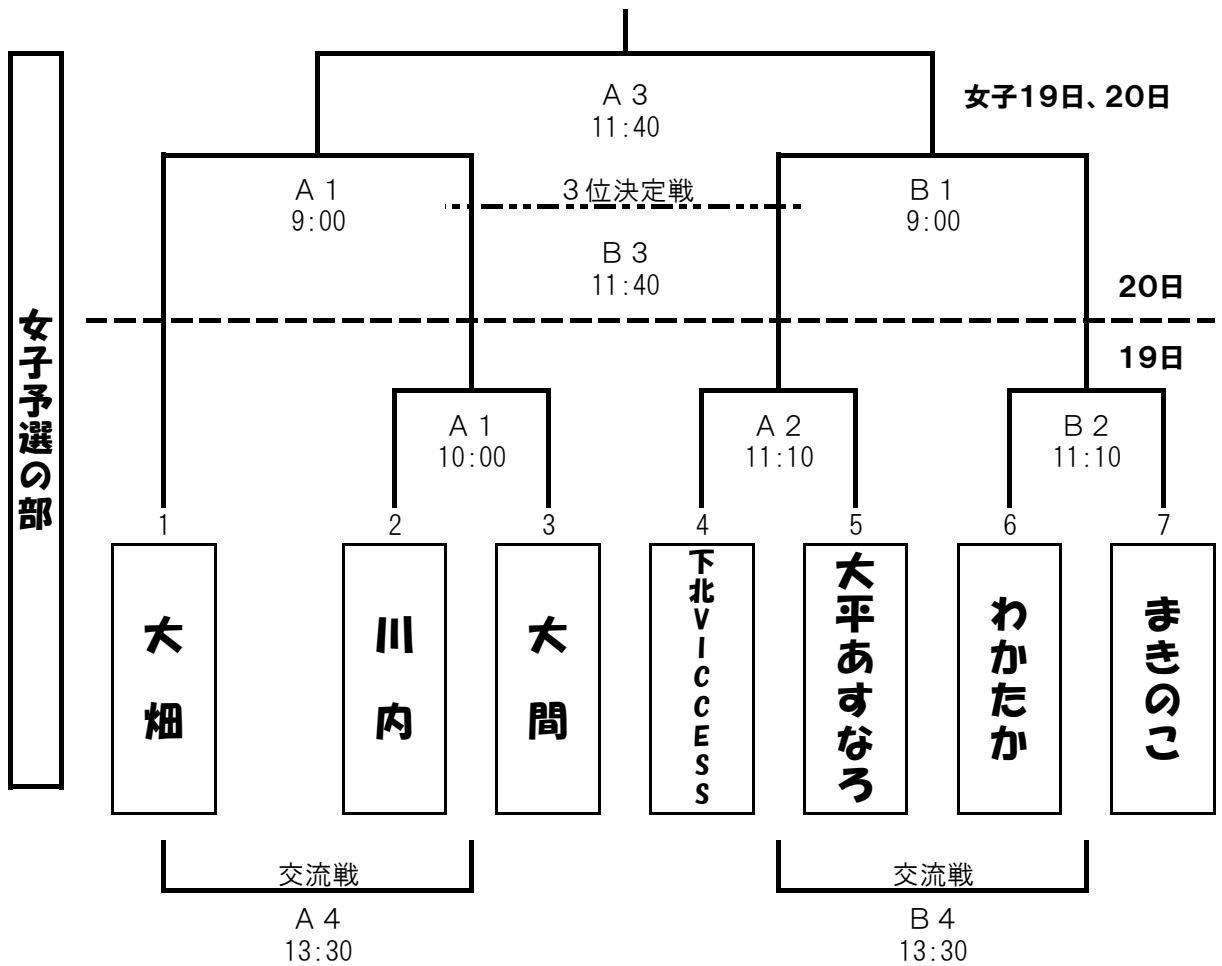 女子予選の部
A3
11:40
女子19日、20日
A1
9:00
3位決定戦
B1
9:00
B3
11:40
20日
19日
A1
10:00
A2
11:10
B2
11:10
1
2
3
4
5
6
7
大畑
川内
大間
下北VICCESS
大平あすなろ
わかたか
まきのこ
交流戦
交流戦
A4
13:30
B4
13:30